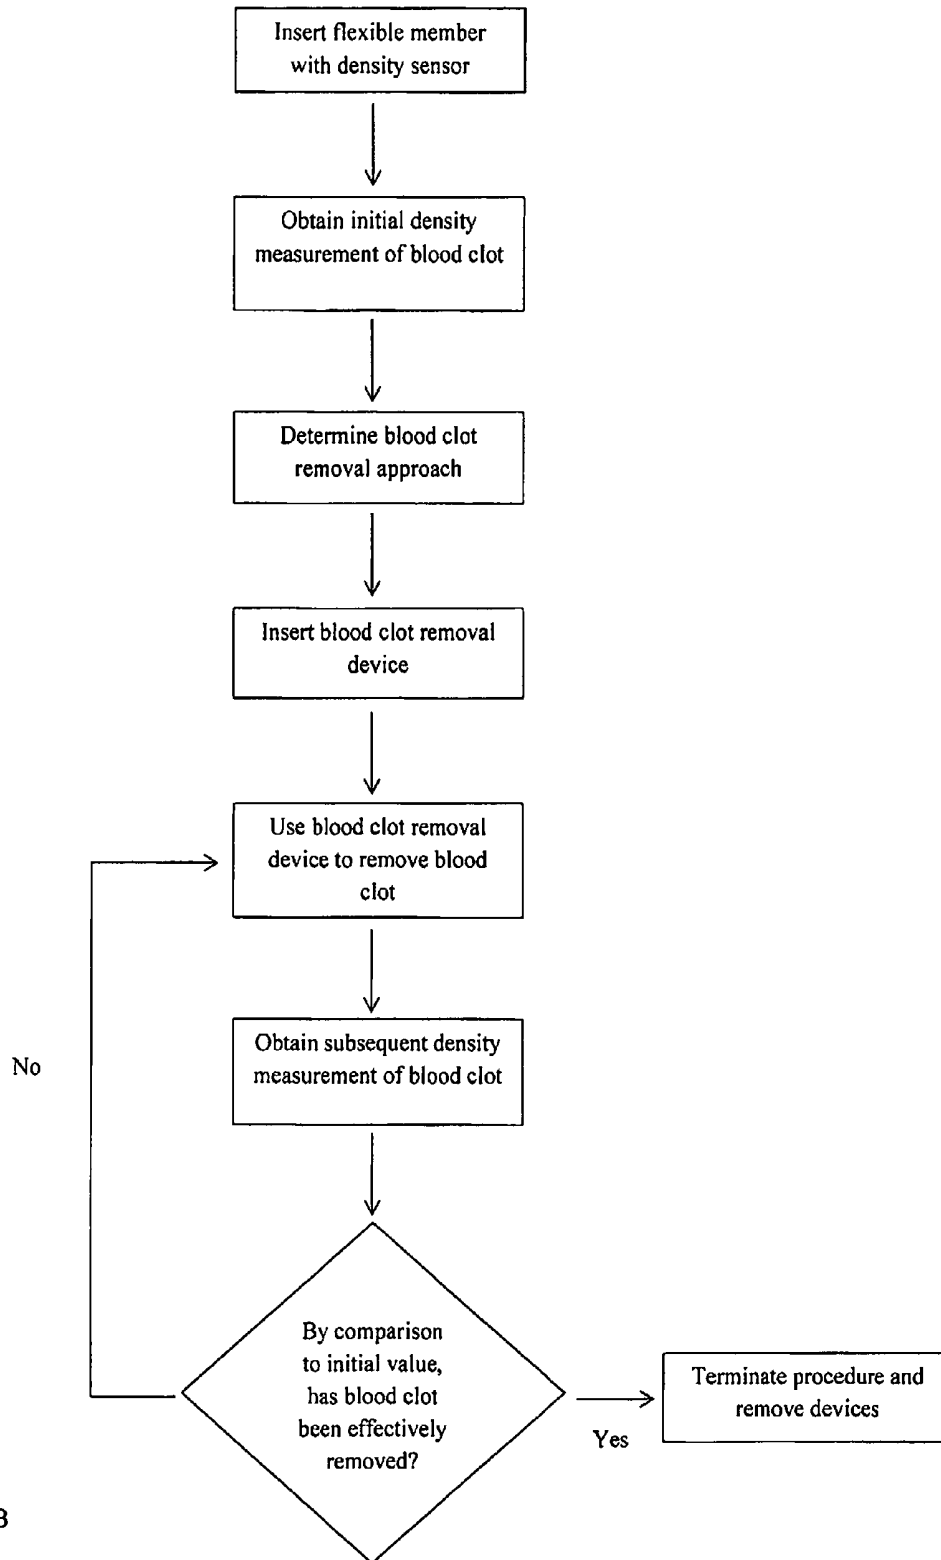 Insert flexible member
with density sensor
Obtain initial density
measurement of blood clot
Determine blood clot
removal approach
Insert blood clot removal
device
Use blood clot removal
device to remove blood
clot
Obtain subsequent density
measurement of blood clot
No
By comparison
to initial value,
has blood clot
been effectively
removed?
Yes
Terminate procedure and
remove devices